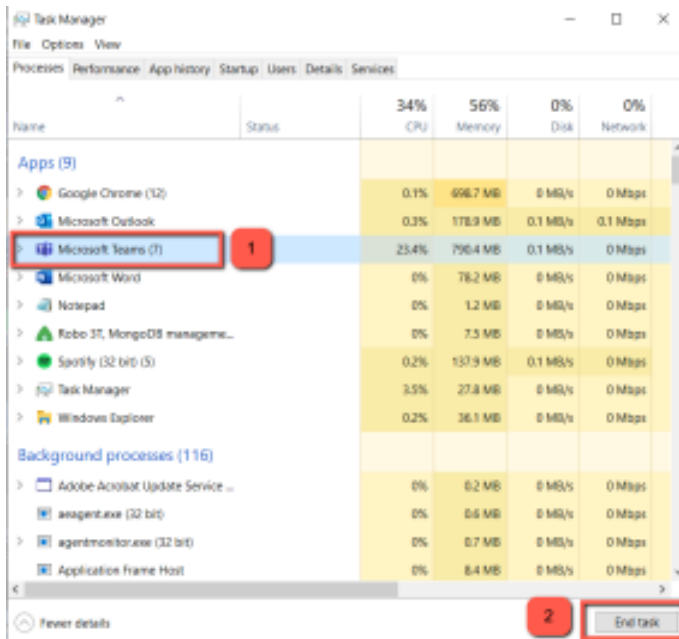 Task Manager
File Options View
Processes Performance App history Startup Users Details Services
34% 56% 0% 0%
Name Status CPU Memory Disk Network
Apps (9)
Google Chrome (12) 0.1% 698.7 MB 0 MB/s 0 Mbps
Microsoft Outlook 0.3% 178.9 MB 0.1 MB/s 0.1 Mbps
Microsoft Teams (7) 1 23.4% 790.4 MB 0.1 MB/s 0 Mbps
Microsoft Word 0% 78.2 MB 0 MB/s 0 Mbps
Notepad 0% 1.2 MB 0 MB/s 0 Mbps
Robo 3T, MongoDB manageme... 0% 7.5 MB 0 MB/s 0 Mbps
Spotify (32 bit) (5) 0.2% 137.9 MB 0.1 MB/s 0 Mbps
Task Manager 3.5% 27.8 MB 0 MB/s 0 Mbps
Windows Explorer 0.2% 36.1 MB 0 MB/s 0 Mbps
Background processes (116)
Adobe Acrobat Update Service ... 0% 0.2 MB 0 MB/s 0 Mbps
aeagent.exe (32 bit) 0% 0.6 MB 0 MB/s 0 Mbps
agentmonitor.exe (32 bit) 0% 0.7 MB 0 MB/s 0 Mbps
Application Frame Host 0% 8.4 MB 0 MB/s 0 Mbps
Fewer details 2 End task